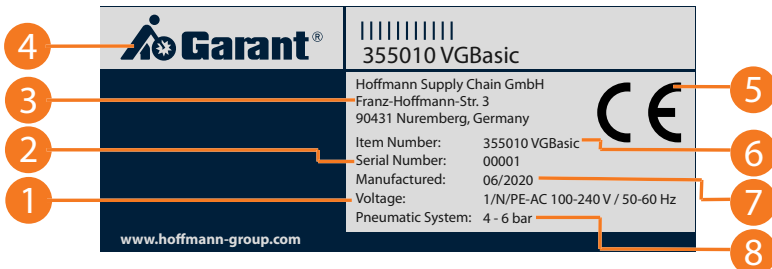 Garant®
355010 VGBasic
Hoffmann Supply Chain GmbH
Franz-Hoffmann-Str. 3
90431 Nuremberg, Germany
CE
Item Number: 355010 VGBasic
Serial Number: 00001
Manufactured: 06/2020
Voltage: 1/N/PE-AC 100-240 V / 50-60 Hz
Pneumatic System: 4 - 6 bar
www.hoffmann-group.com
4
3
2
1
5
6
7
8